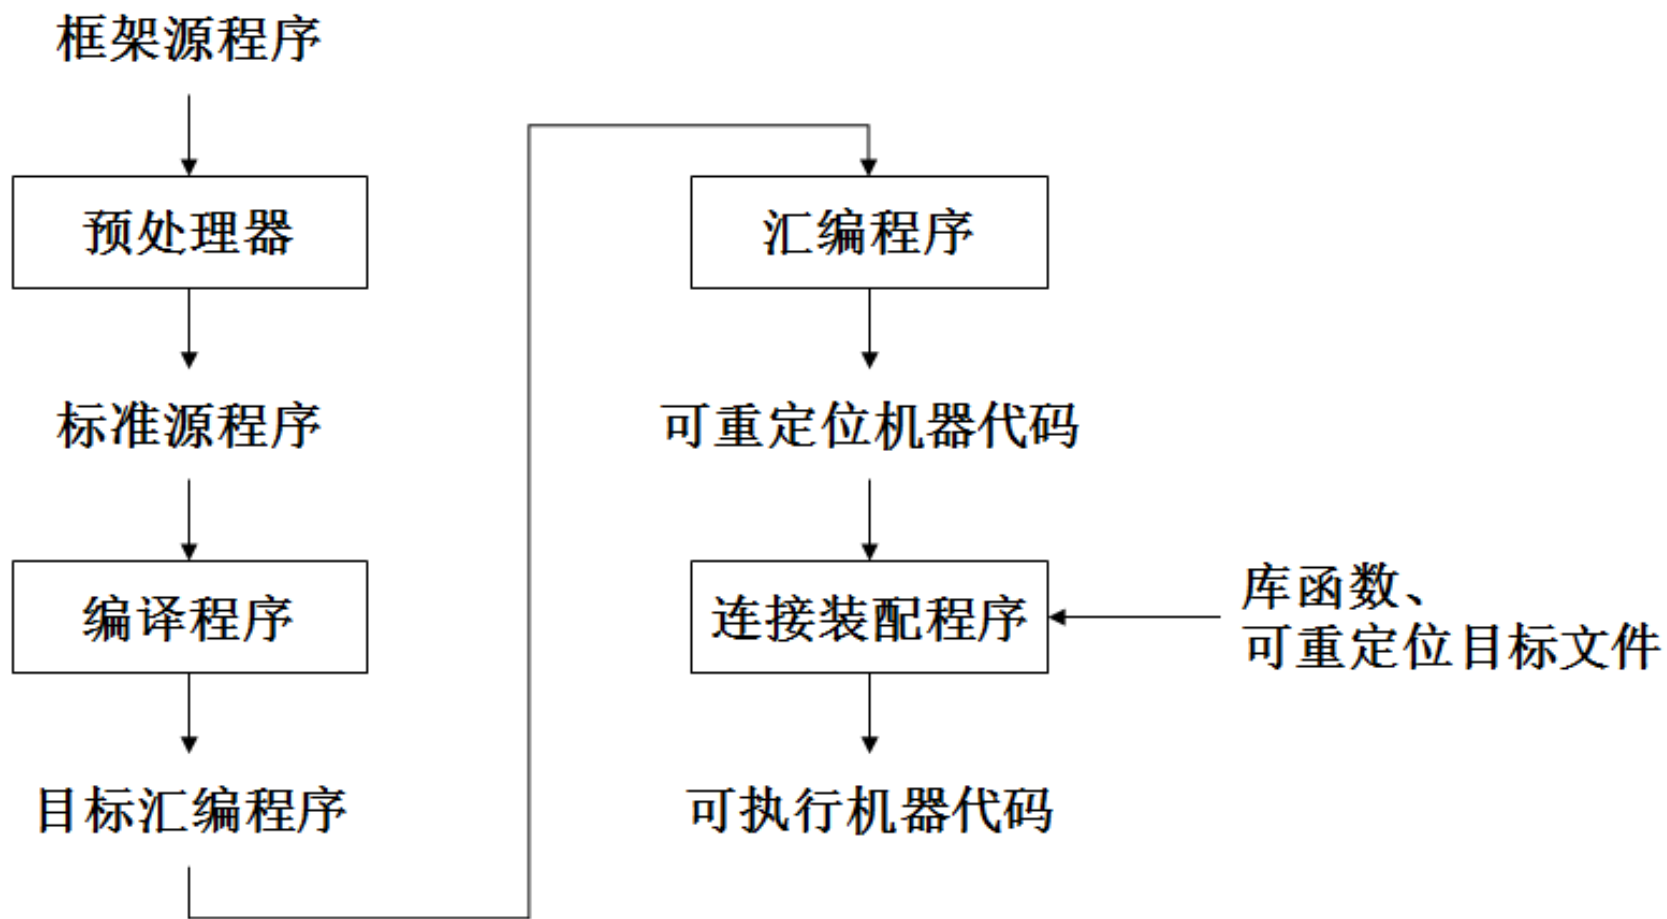 框架源程序
预处理器
标准源程序
编译程序
目标汇编程序
汇编程序
可重定位机器代码
连接装配程序
库函数、
可重定位目标文件
可执行机器代码